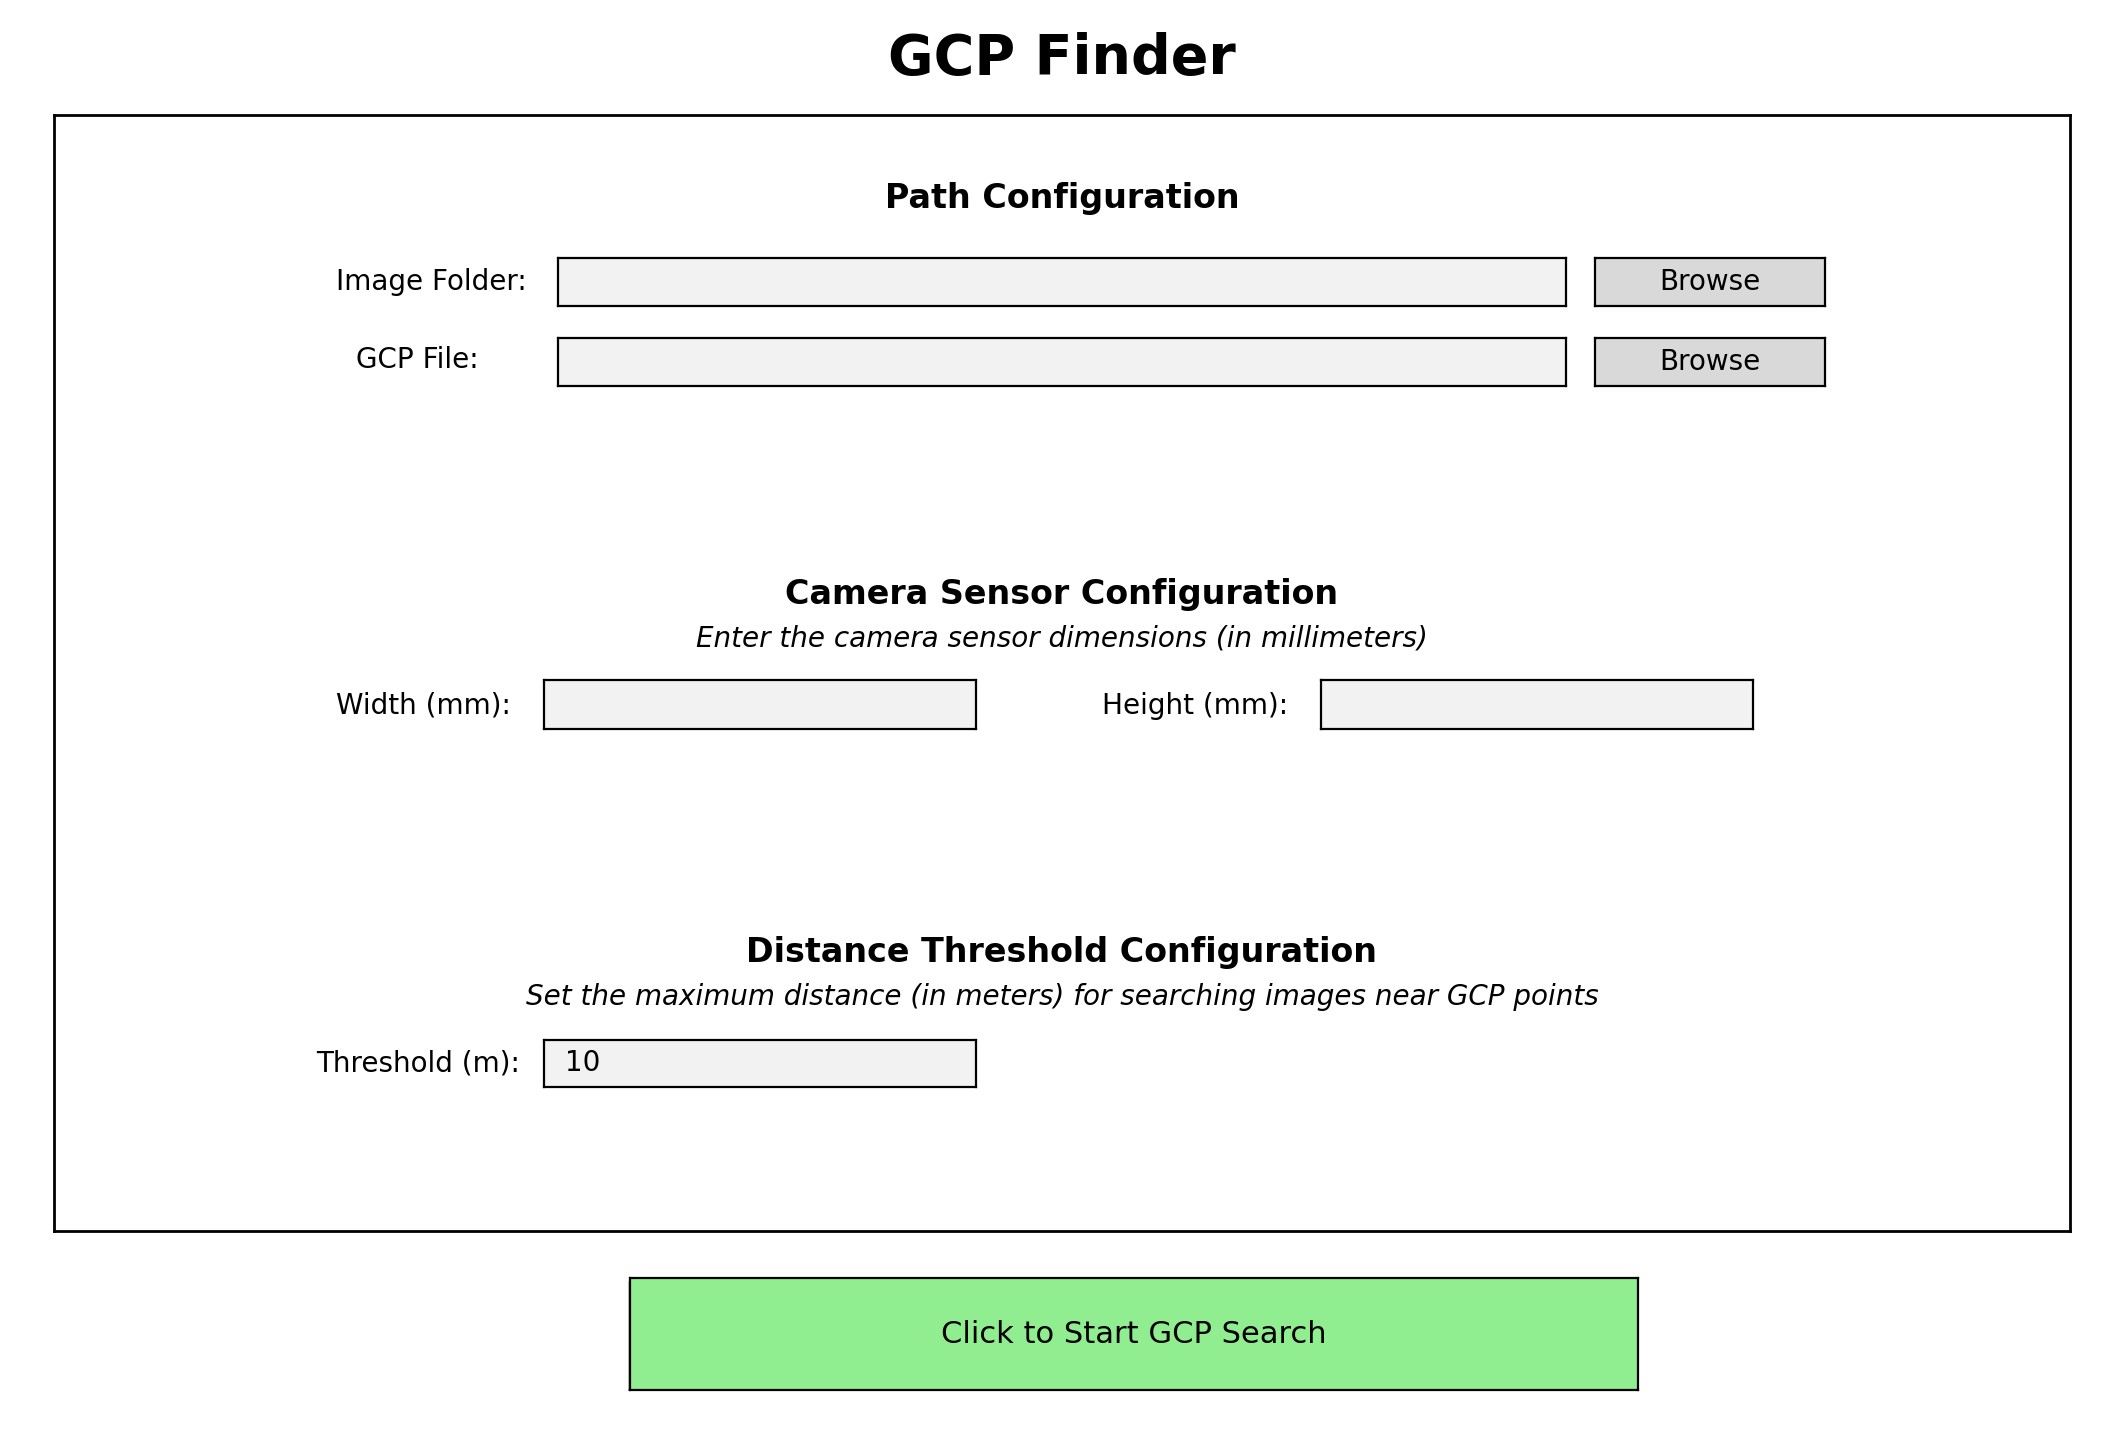 GCP Finder
Path Configuration
Image Folder: Browse
GCP File: Browse
Camera Sensor Configuration
Enter the camera sensor dimensions (in millimeters)
Width (mm): Height (mm):
Distance Threshold Configuration
Set the maximum distance (in meters) for searching images near GCP points
Threshold (m): 10
Click to Start GCP Search